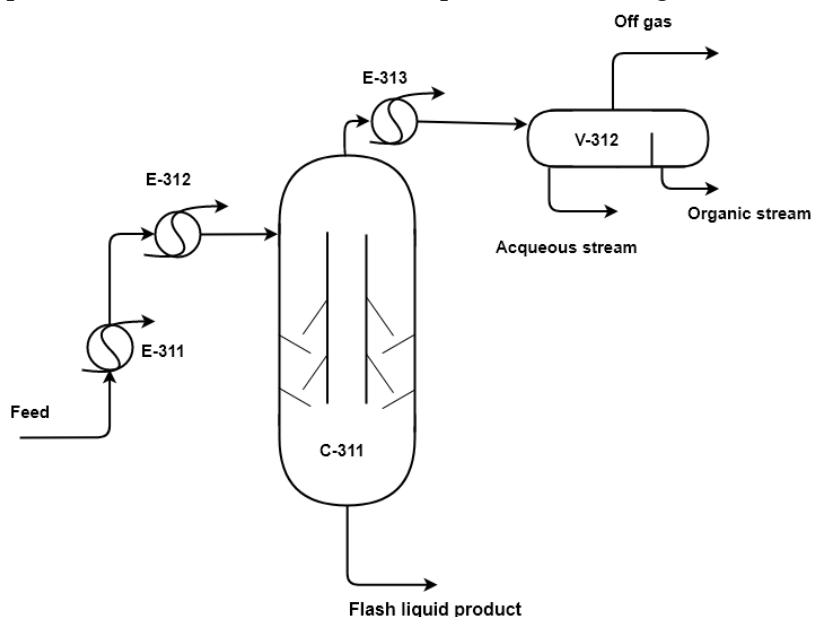 Off gas
E-313
V-312
E-312
Organic stream
Acqueous stream
E-311
Feed
C-311
Flash liquid product